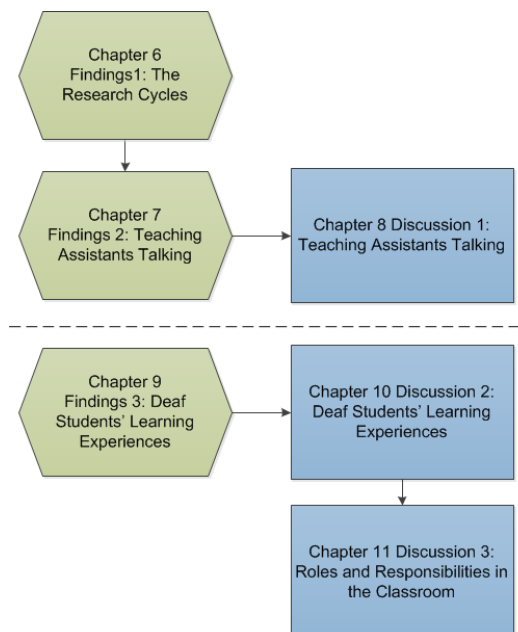 Chapter 6
Findings1: The
Research Cycles
Chapter 7
Findings 2: Teaching
Assistants Talking
Chapter 8 Discussion 1:
Teaching Assistants Talking
Chapter 9
Findings 3: Deaf
Students’ Learning
Experiences
Chapter 10 Discussion 2:
Deaf Students’ Learning
Experiences
Chapter 11 Discussion 3:
Roles and Responsibilities in
the Classroom